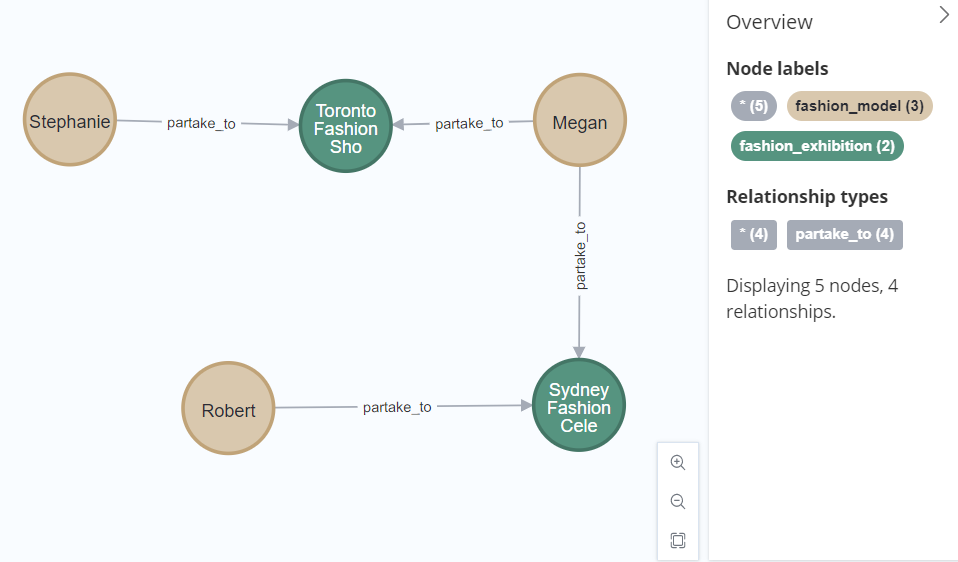 Stephanie
partake_to
Toronto
Fashion
Sho
partake_to
Megan
partake_to
Robert
partake_to
Sydney
Fashion
Cele
Overview
Node labels
* (5) fashion_model (3)
fashion_exhibition (2)
Relationship types
* (4) partake_to (4)
Displaying 5 nodes, 4
relationships.